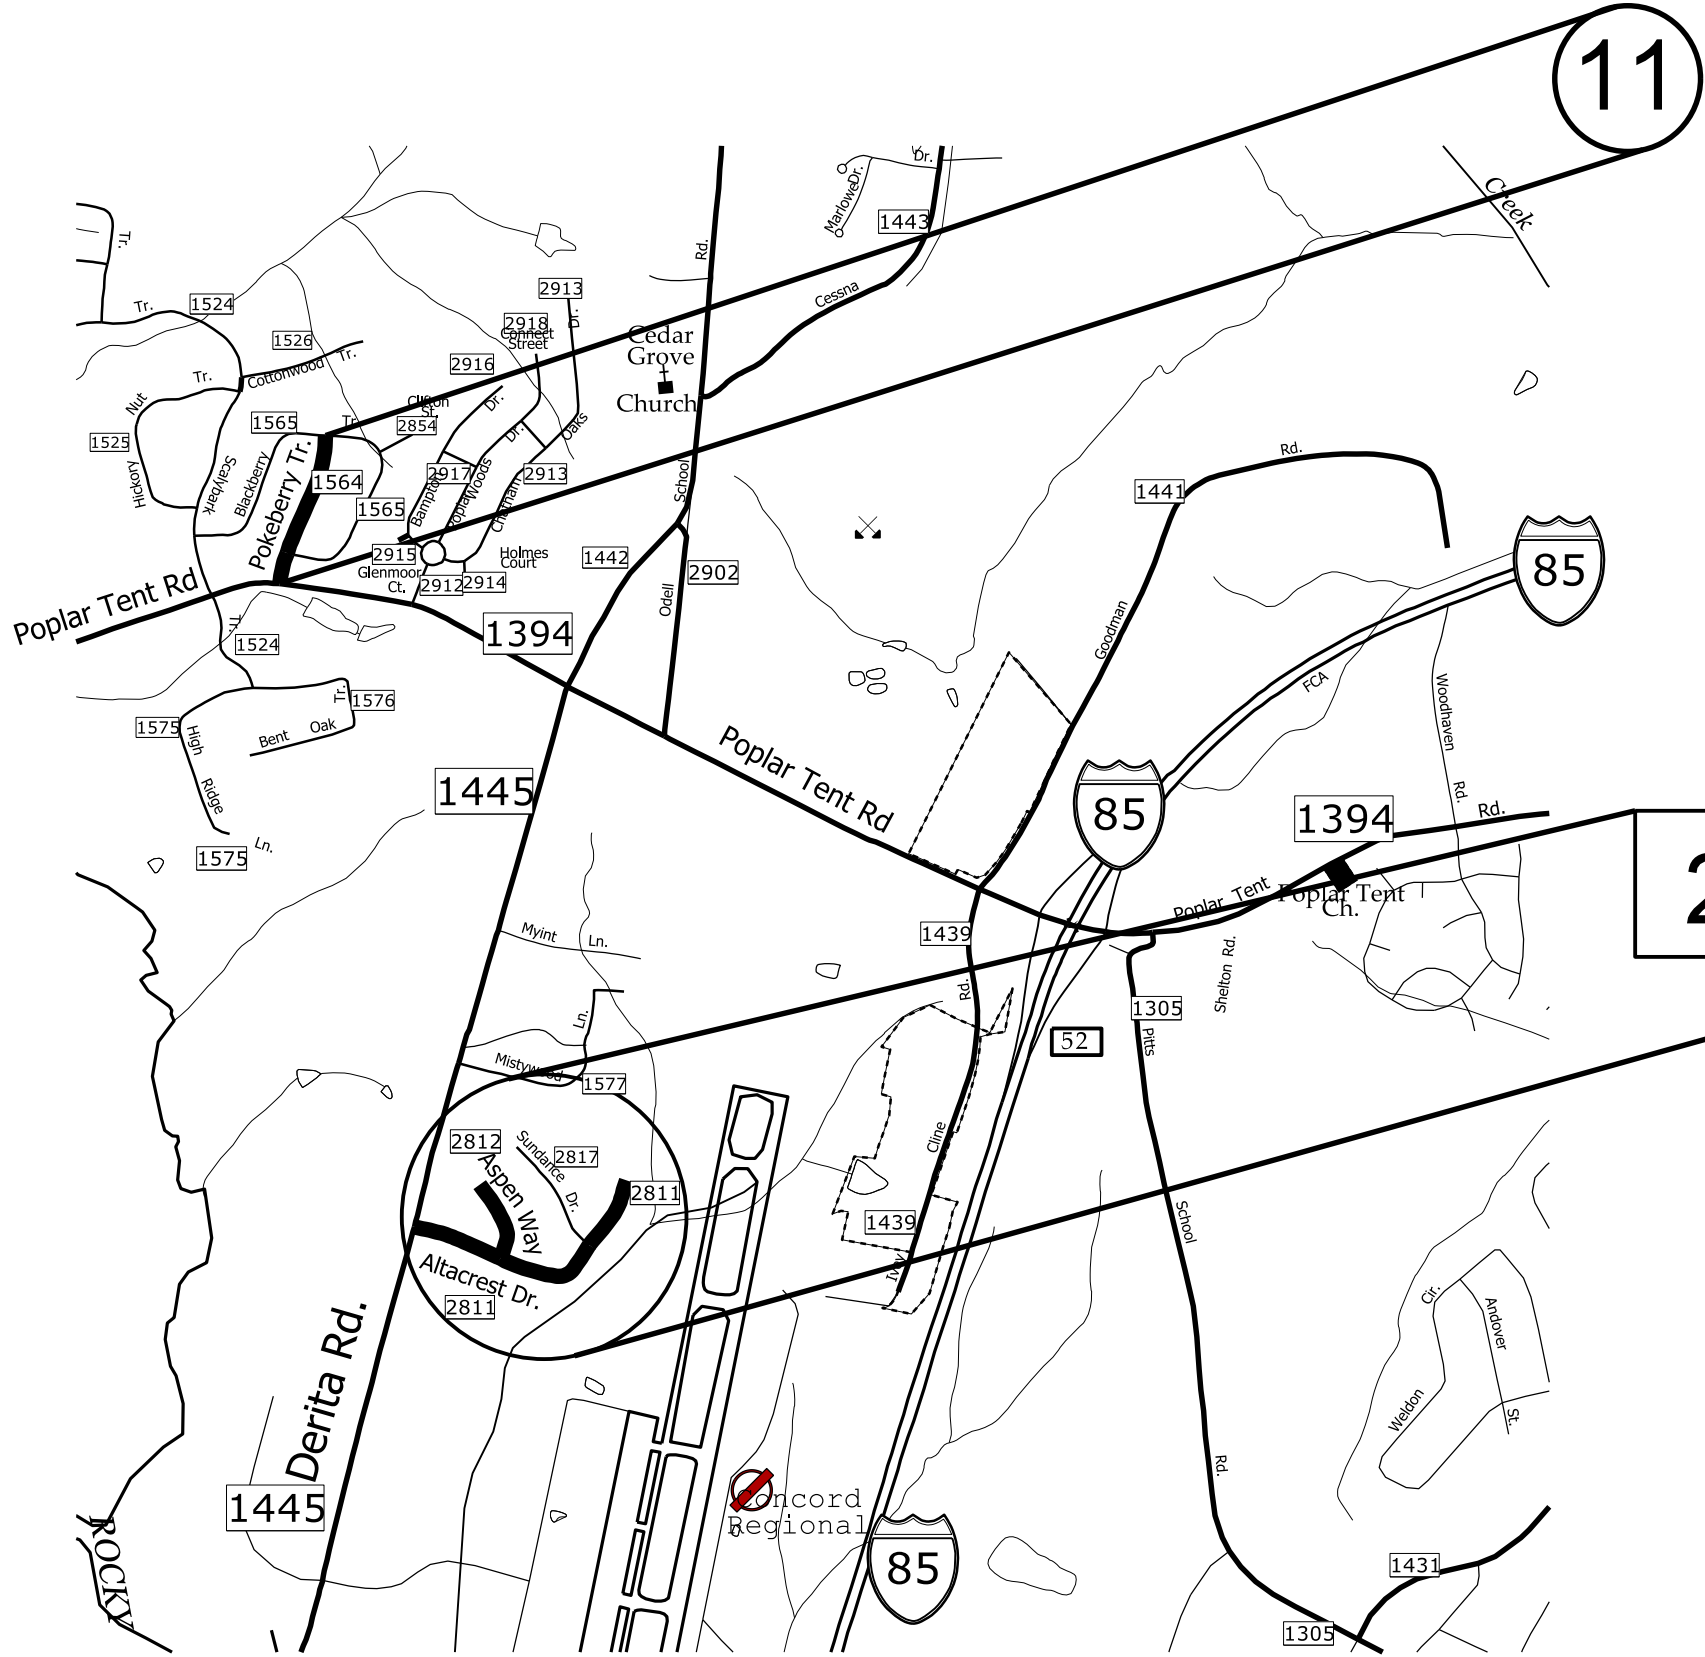 11
Dr.
Marlowe
Dr.
1443
Creek
Tr.
Rd.
Tr.
1524
2913
Cessna
Dr.
2918
Connect
Street
Cedar
Grove
Church
1526
Cottonwood
Tr.
2916
Tr.
Nut
1525
Hickory
Scalybark
1565
Blackberry
Tr.
Clifton
St.
2854
Dr.
Dr.
Oaks
1564
Pokeberry Tr.
1565
2917
Bampton
Poplar
Woods
Chatham
2913
School
Rd.
1441
85
2915
Glenmoor
Ct.
2912
2914
Holmes
Court
1442
2902
Odell
Poplar Tent Rd
Tr.
1524
1394
Goodman
FCA
Woodhaven
Rd.
1575
High
Ridge
Ln.
1575
Bent
Oak
Tr.
1576
1445
Poplar Tent Rd
85
1394
Rd.
2
Poplar Tent
Poplar Tent
Ch.
Myint
Ln.
1439
Rd.
Shelton Rd.
1305
Pitts
52
Ln.
Mistywood
1577
2812
Sundance
Dr.
2817
Aspen Way
2811
Altacrest Dr.
2811
Cline
1439
Ivey
School
Cir.
Andover
Weldon
St.
Derita Rd.
1445
Concord
Regional
85
Rd.
ROCKY
1431
1305